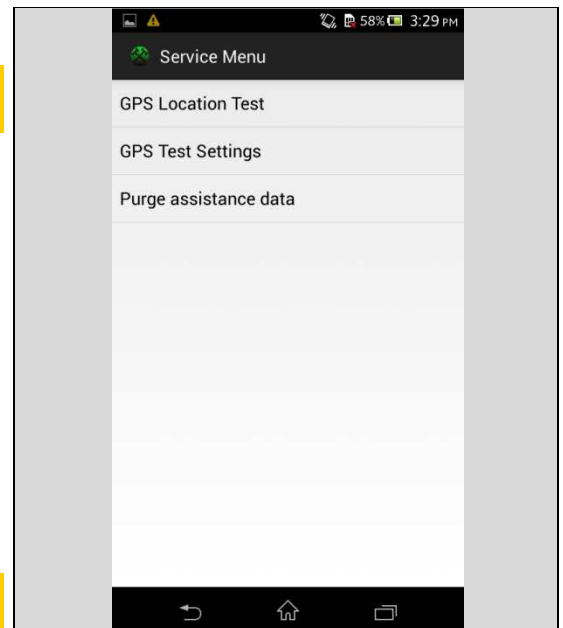 58% 3:29 PM
Service Menu
GPS Location Test
GPS Test Settings
Purge assistance data